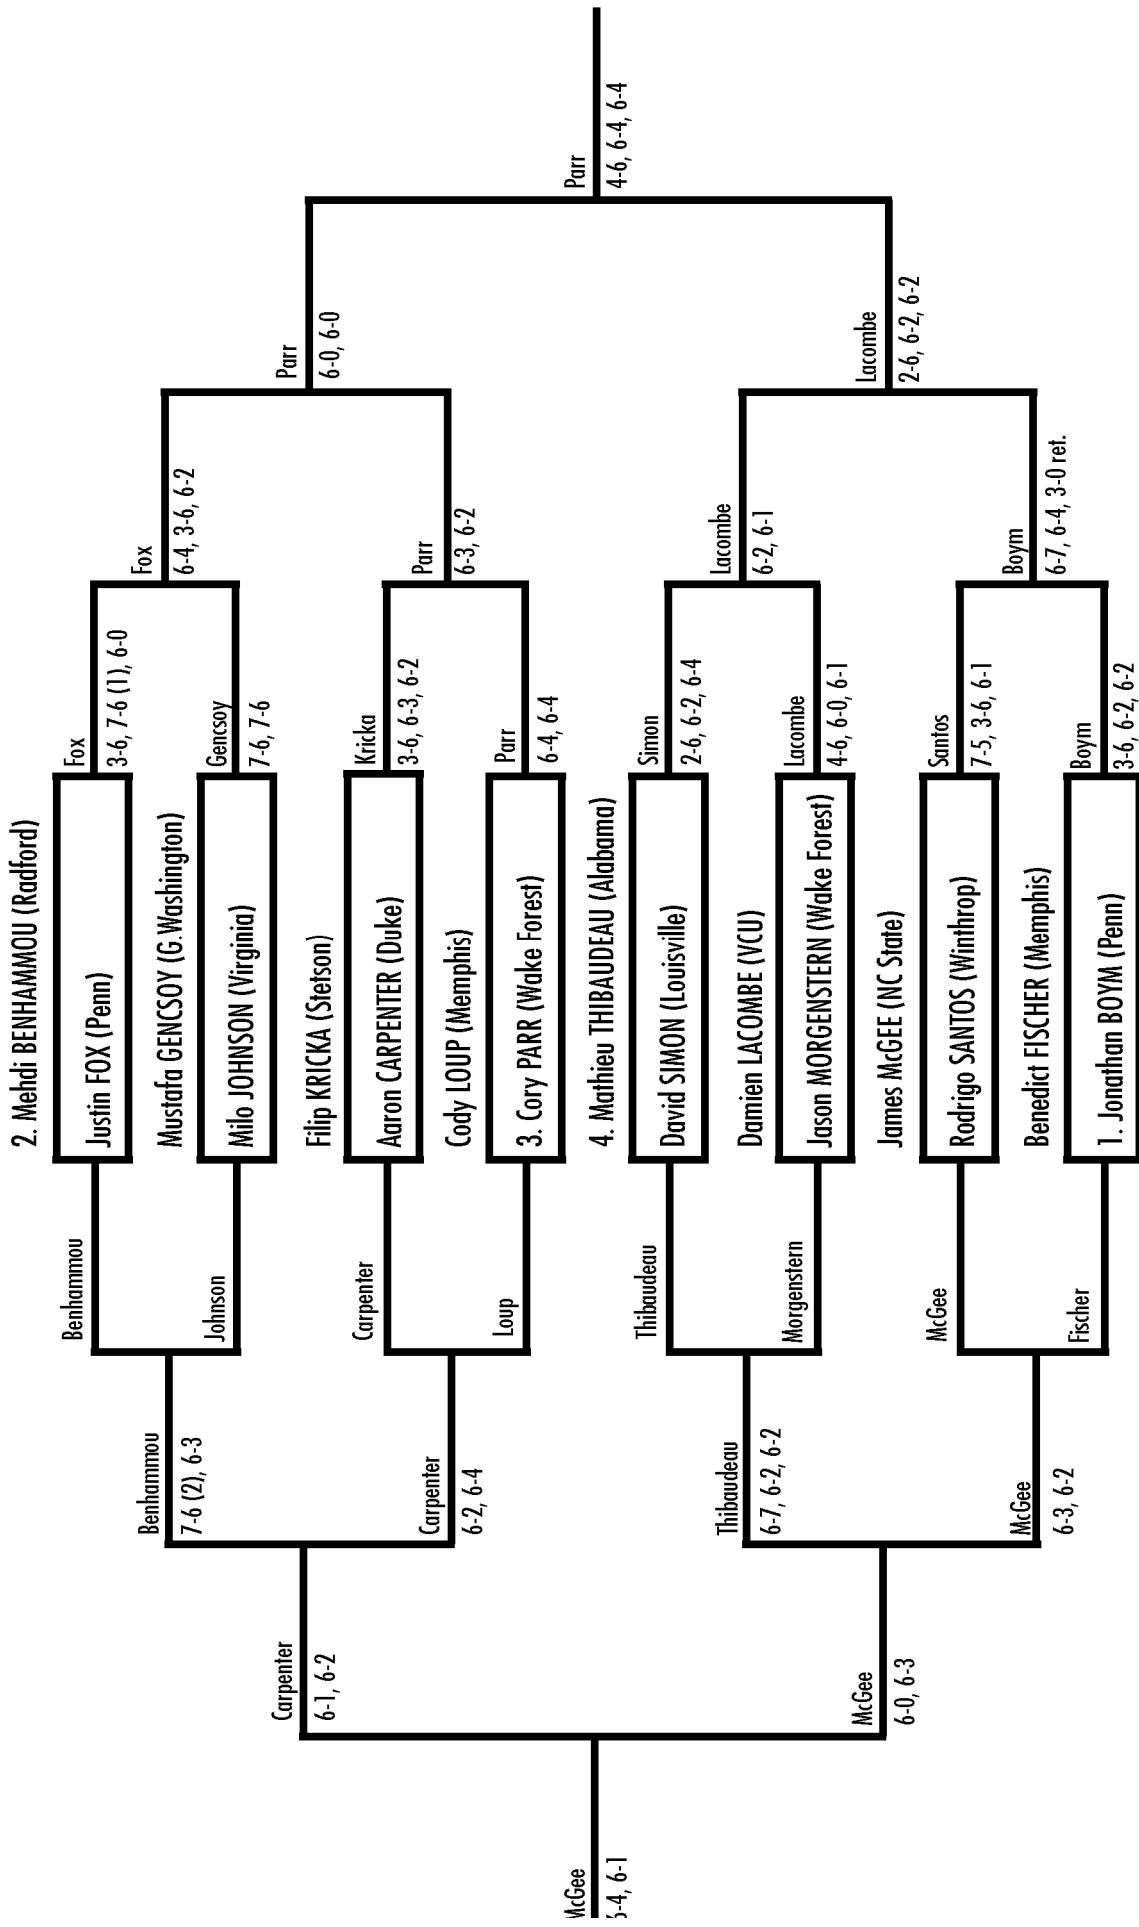 McGee
-4, 6-1
Carpenter
6-1, 6-2
McGee
6-0, 6-3
Benhammou
7-6 (2), 6-3
Carpenter
6-2, 6-4
Thibaudeau
6-7, 6-2, 6-2
McGee
6-3, 6-2
Benhammou
Johnson
Carpenter
Loup
Thibaudeau
Morgenstern
McGee
Fischer
2. Mehdi BENHAMMOU (Radford)
Justin FOX (Penn)
Mustafa GENCSOY (G.Washington)
Milo JOHNSON (Virginia)
Filip KRICKA (Stetson)
Aaron CARPENTER (Duke)
Cody LOUP (Memphis)
3. Cory PARR (Wake Forest)
4. Mathieu THIBAUDEAU (Alabama)
David SIMON (Louisville)
Damien LACOMBE (VCU)
Jason MORGENSTERN (Wake Forest)
James McGEE (NC State)
Rodrigo SANTOS (Winthrop)
Benedict FISCHER (Memphis)
1. Jonathan BOYM (Penn)
Fox
3-6, 7-6 (1), 6-0
Gencsoy
7-6, 7-6
Kricka
3-6, 6-3, 6-2
Parr
6-4, 6-4
Simon
2-6, 6-2, 6-4
Lacombe
4-6, 6-0, 6-1
Santos
7-5, 3-6, 6-1
Boym
3-6, 6-2, 6-2
Fox
6-4, 3-6, 6-2
Parr
6-3, 6-2
Lacombe
6-2, 6-1
Boym
6-7, 6-4, 3-0 ret.
Parr
6-0, 6-0
Lacombe
2-6, 6-2, 6-2
Parr
4-6, 6-4, 6-4